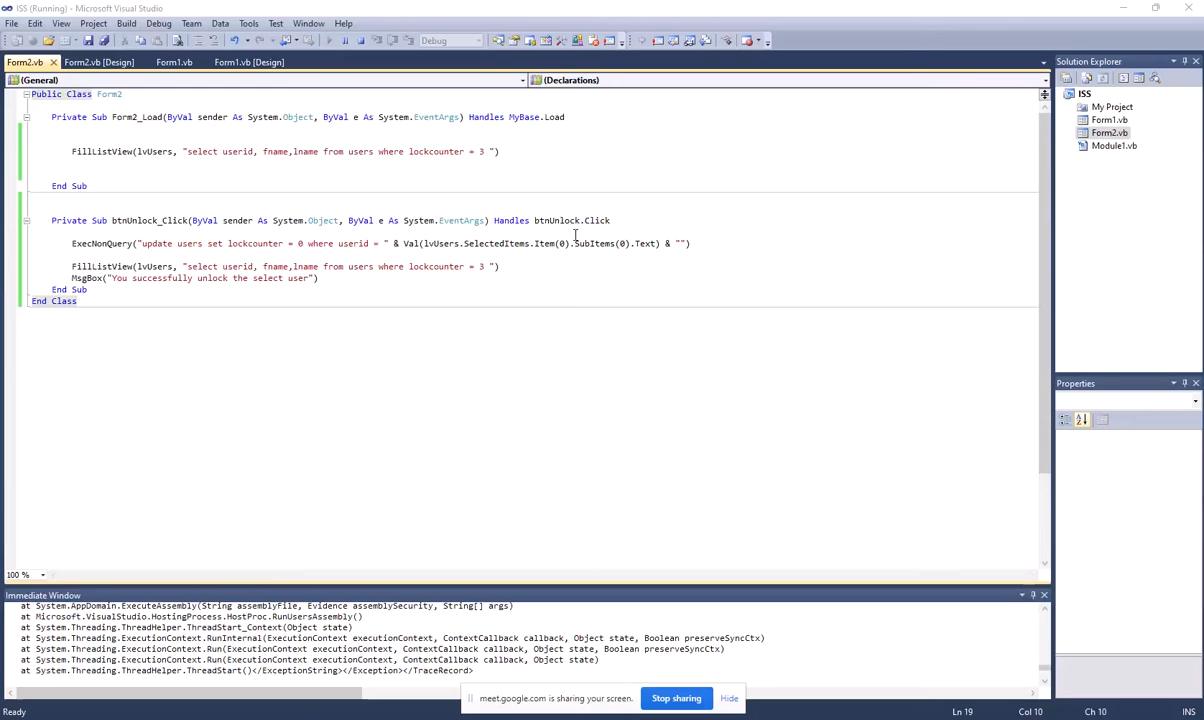 ISS (Running) - Microsoft Visual Studio
File Edit View Project Build Debug Team Data Tools Test Window Help
Debug
Form2.vb Form2.vb [Design] Form1.vb Form1.vb [Design]
(General) (Declarations)
Public Class Form2
Private Sub Form2_Load(ByVal sender As System.Object, ByVal e As System.EventArgs) Handles MyBase.Load
FillListView(lvUsers, "select userid, fname,lname from users where lockcounter = 3 ")
End Sub
Private Sub btnUnlock_Click(ByVal sender As System.Object, ByVal e As System.EventArgs) Handles btnUnlock.Click
ExecNonQuery("update users set lockcounter = 0 where userid = " & Val(lvUsers.SelectedItems.Item(0).SubItems(0).Text) & "")
FillListView(lvUsers, "select userid, fname,lname from users where lockcounter = 3 ")
MsgBox("You successfully unlock the select user")
End Sub
End Class
100 %
Immediate Window
at System.AppDomain.ExecuteAssembly(String assemblyFile, Evidence assemblySecurity, String[] args)
at Microsoft.VisualStudio.HostingProcess.HostProc.RunUsersAssembly()
at System.Threading.ThreadHelper.ThreadStart_Context(Object state)
at System.Threading.ExecutionContext.RunInternal(ExecutionContext executionContext, ContextCallback callback, Object state, Boolean preserveSyncCtx)
at System.Threading.ExecutionContext.Run(ExecutionContext executionContext, ContextCallback callback, Object state, Boolean preserveSyncCtx)
at System.Threading.ExecutionContext.Run(ExecutionContext executionContext, ContextCallback callback, Object state)
at System.Threading.ThreadHelper.ThreadStart()</ExceptionString></Exception></TraceRecord>
Solution Explorer
ISS
My Project
Form1.vb
Form2.vb
Module1.vb
Properties
meet.google.com is sharing your screen. Stop sharing Hide
Ready Ln 19 Col 10 Ch 10 INS